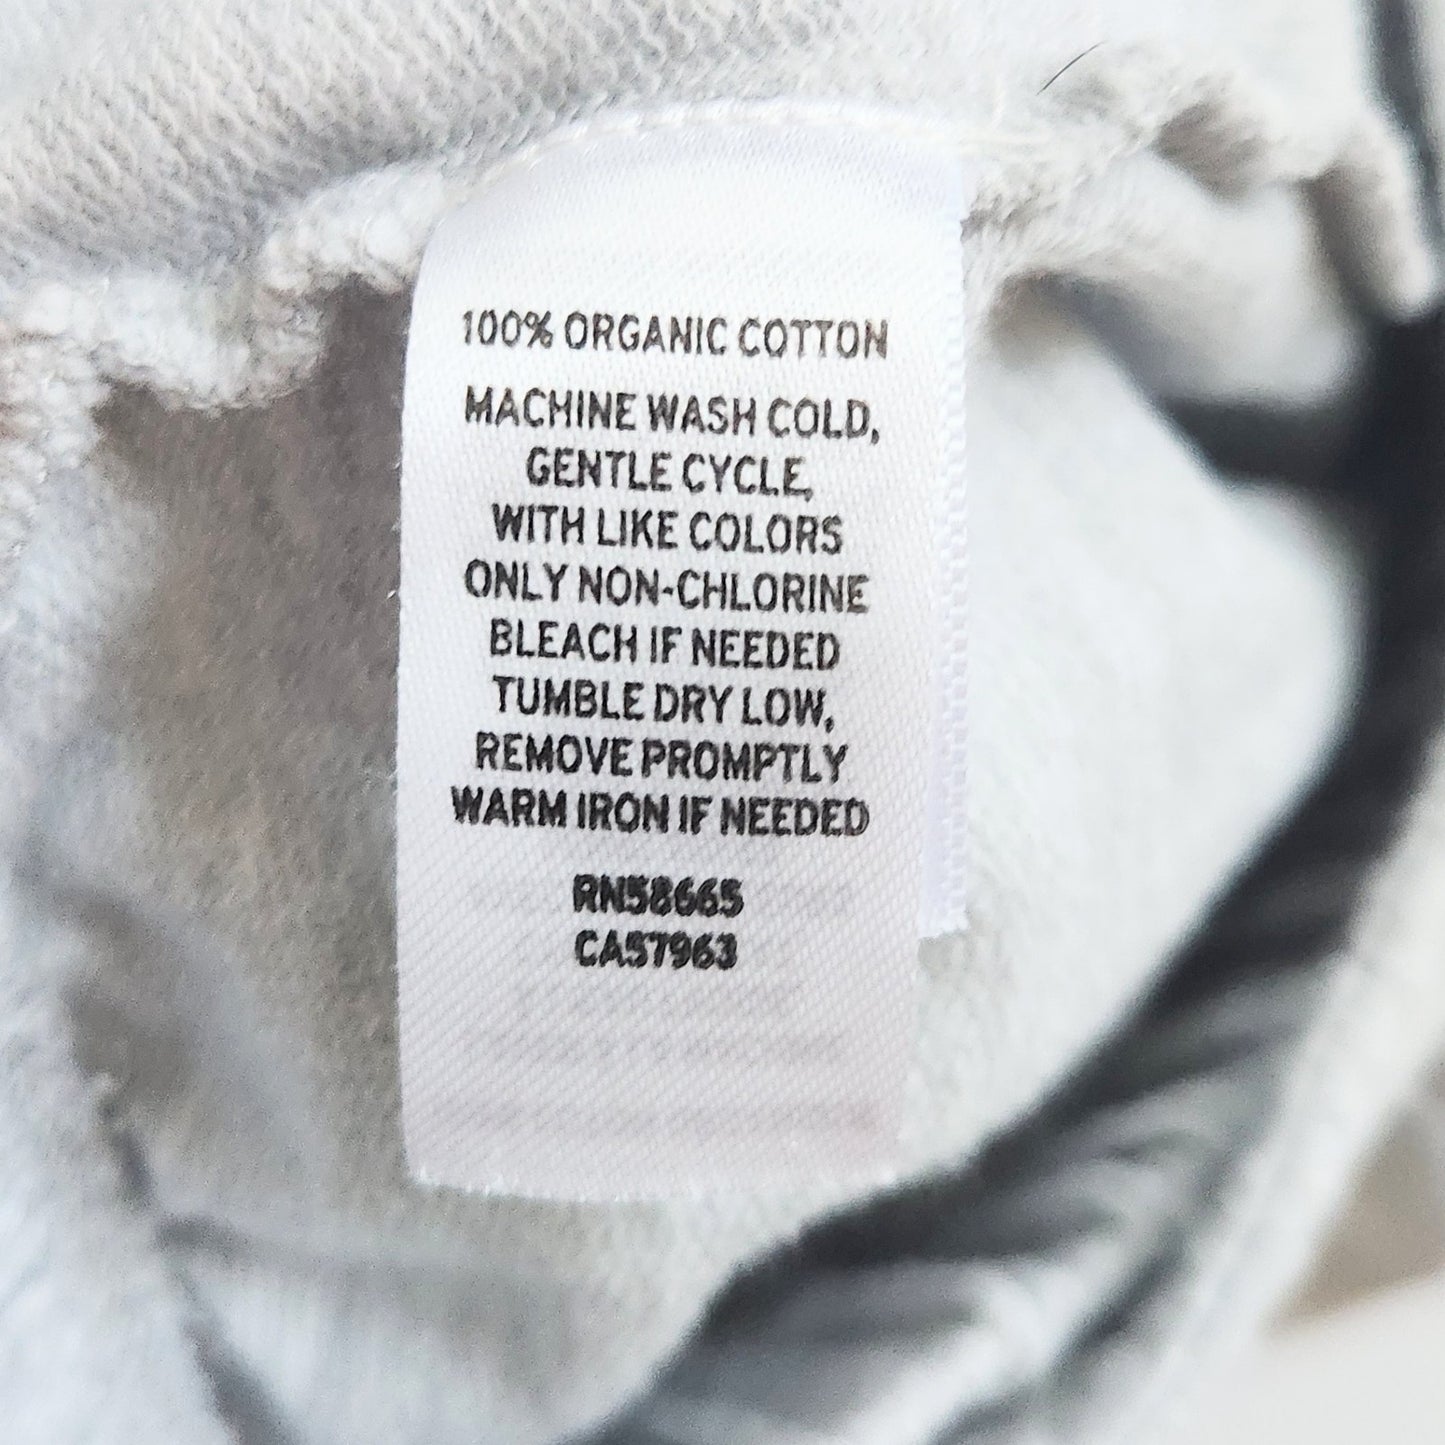 100% ORGANIC COTTON
MACHINE WASH COLD,
GENTLE CYCLE,
WITH LIKE COLORS
ONLY NON-CHLORINE
BLEACH IF NEEDED
TUMBLE DRY LOW,
REMOVE PROMPTLY
WARM IRON IF NEEDED
RN58665
CA57963